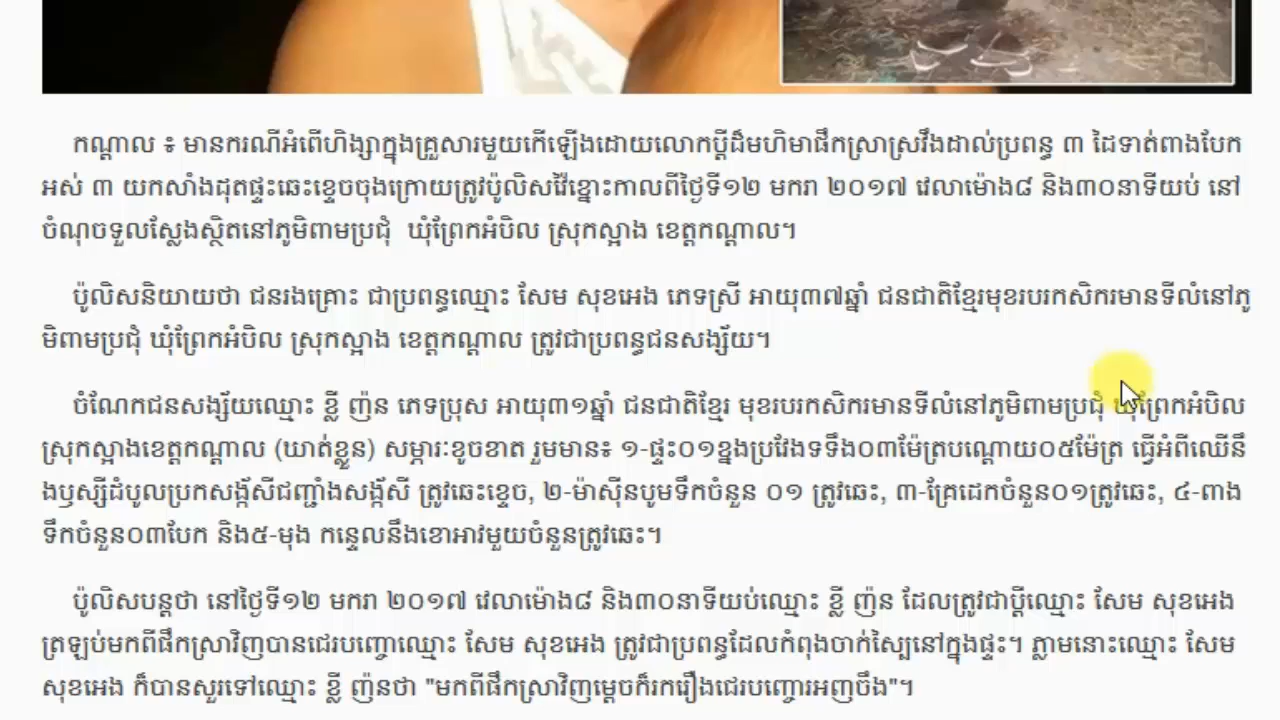 កណ្តាល ៖ មានករណីអំពើហិង្សាក្នុងគ្រួសារមួយកើឡើងដោយលោកប្តីដ៏មហិមាផឹកស្រាស្រវឹងដាល់ប្រពន្ធ ៣ ដៃទាត់ពាងបែក
អស់ ៣ យកសាំងដុតផ្ទះឆេះខ្ទេចចុងក្រោយត្រូវប៉ូលិសវ៉ៃខ្នោះកាលពីថ្ងៃទី១២ មករា ២០១៧ វេលាម៉ោង៨ និង៣០នាទីយប់ នៅ
ចំណុចទួលស្លែងស្ថិតនៅភូមិពាមប្រជុំ ឃុំព្រែកអំបិល ស្រុកស្អាង ខេត្តកណ្តាល។
ប៉ូលិសនិយាយថា ជនរងគ្រោះ ជាប្រពន្ធឈ្មោះ សែម សុខអេង ភេទស្រី អាយុ៣៧ឆ្នាំ ជនជាតិខ្មែរមុខរបរកសិករមានទីលំនៅភូ
មិពាមប្រជុំ ឃុំព្រែកអំបិល ស្រុកស្អាង ខេត្តកណ្តាល ត្រូវជាប្រពន្ធជនសង្ស័យ។
ចំណែកជនសង្ស័យឈ្មោះ ខ្លី ញ៉ន ភេទប្រុស អាយុ៣១ឆ្នាំ ជនជាតិខ្មែរ មុខរបរកសិករមានទីលំនៅភូមិពាមប្រជុំ ឃុំព្រែកអំបិល
ស្រុកស្អាងខេត្តកណ្តាល (ឃាត់ខ្លួន) សម្ភារៈខូចខាត រួមមាន៖ ១-ផ្ទះ០១ខ្នងប្រវែងទទឹង០៣ម៉ែត្របណ្តោយ០៥ម៉ែត្រ ធ្វើអំពីឈើនឹ
ងឫស្សីដំបូលប្រកសង្ក័សីជញ្ជាំងសង្ក័សី ត្រូវឆេះខ្ទេច, ២-ម៉ាស៊ីនបូមទឹកចំនួន ០១ ត្រូវឆេះ, ៣-គ្រែដេកចំនួន០១ត្រូវឆេះ, ៤-ពាង
ទឹកចំនួន០៣បែក និង៥-មុង កន្ទេលនឹងខោអាវមួយចំនួនត្រូវឆេះ។
ប៉ូលិសបន្តថា នៅថ្ងៃទី១២ មករា ២០១៧ វេលាម៉ោង៨ និង៣០នាទីយប់ឈ្មោះ ខ្លី ញ៉ន ដែលត្រូវជាប្តីឈ្មោះ សែម សុខអេង
ត្រឡប់មកពីផឹកស្រាវិញបានជេរបញ្ចោឈ្មោះ សែម សុខអេង ត្រូវជាប្រពន្ធដែលកំពុងចាក់ស្បៃនៅក្នុងផ្ទះ។ ភ្លាមនោះឈ្មោះ សែម
សុខអេង ក៏បានសួរទៅឈ្មោះ ខ្លី ញ៉នថា "មកពីផឹកស្រាវិញម្តេចក៏រករឿងជេរបញ្ចោរអញចឹង"។